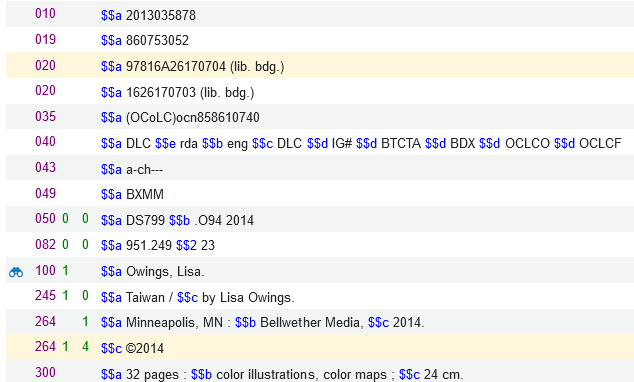 010 $$a 2013035878
019 $$a 860753052
020 $$a 97816A26170704 (lib. bdg.)
020 $$a 1626170703 (lib. bdg.)
035 $$a (OCoLC)ocn858610740
040 $$a DLC $$e rda $$b eng $$c DLC $$d IG# $$d BTCTA $$d BDX $$d OCLCO $$d OCLCF
043 $$a a-ch---
049 $$a BXMM
050 0 0 $$a DS799 $$b .O94 2014
082 0 0 $$a 951.249 $$2 23
100 1 $$a Owings, Lisa.
245 1 0 $$a Taiwan / $$c by Lisa Owings.
264 1 $$a Minneapolis, MN : $$b Bellwether Media, $$c 2014.
264 1 4 $$c ©2014
300 $$a 32 pages : $$b color illustrations, color maps ; $$c 24 cm.